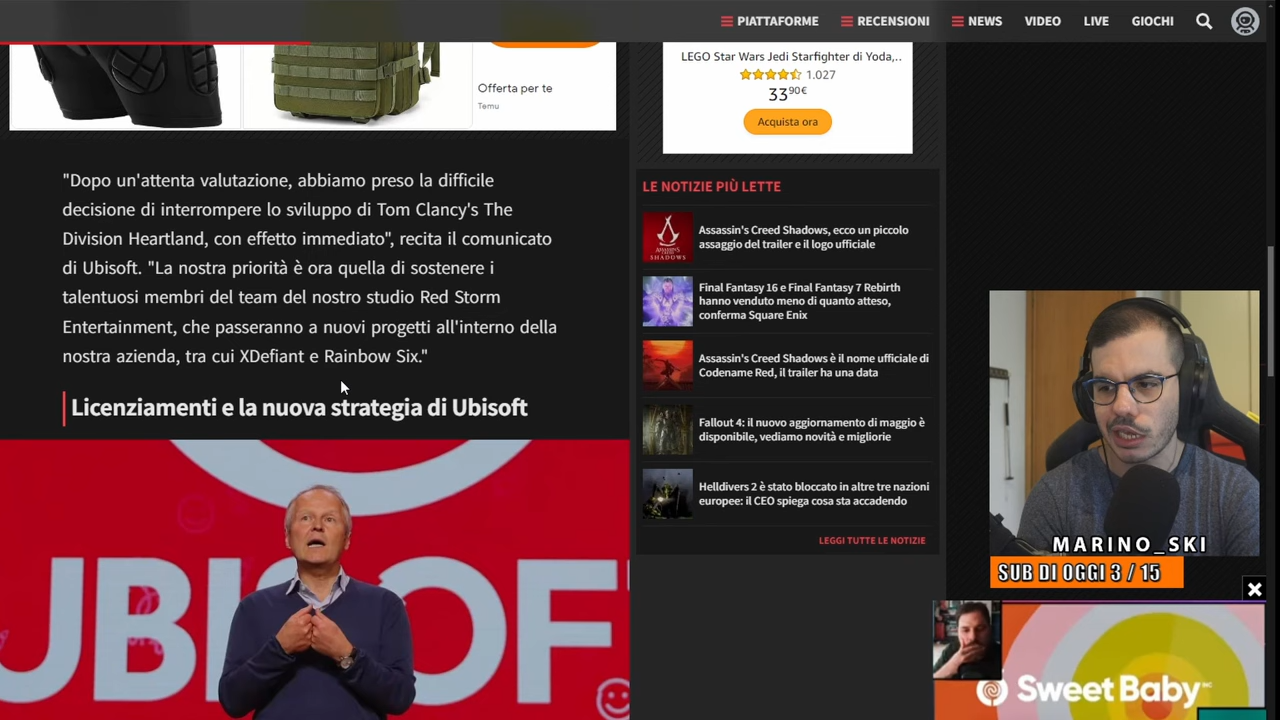 PIATTAFORME
RECENSIONI
NEWS
VIDEO
LIVE
GIOCHI
Offerta per te
Temu
LEGO Star Wars Jedi Starfighter di Yoda,..
1.027
3390€
Acquista ora
"Dopo un'attenta valutazione, abbiamo preso la difficile
decisione di interrompere lo sviluppo di Tom Clancy's The
Division Heartland, con effetto immediato", recita il comunicato
di Ubisoft. "La nostra priorità è ora quella di sostenere i
talentuosi membri del team del nostro studio Red Storm
Entertainment, che passeranno a nuovi progetti all'interno della
nostra azienda, tra cui XDefiant e Rainbow Six."
Licenziamenti e la nuova strategia di Ubisoft
UBISOF
LE NOTIZIE PIÙ LETTE
ASSASSIN'S CREED
SHADOWS
Assassin's Creed Shadows, ecco un piccolo
assaggio del trailer e il logo ufficiale
Final Fantasy 16 e Final Fantasy 7 Rebirth
hanno venduto meno di quanto atteso,
conferma Square Enix
Assassin's Creed Shadows è il nome ufficiale di
Codename Red, il trailer ha una data
Fallout 4: il nuovo aggiornamento di maggio è
disponibile, vediamo novità e migliorie
Helldivers 2 è stato bloccato in altre tre nazioni
europee: il CEO spiega cosa sta accadendo
LEGGI TUTTE LE NOTIZIE
MARINO_SKI
SUB DI OGGI 3 / 15
Sweet Baby INC